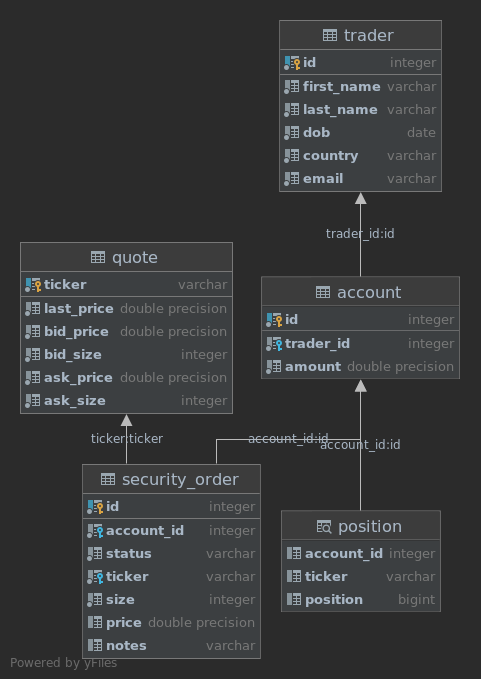 trader
id integer
first_name varchar
last_name varchar
dob date
country varchar
email varchar
trader_id:id
quote
ticker varchar
last_price double precision
bid_price double precision
bid_size integer
ask_price double precision
ask_size integer
account
id integer
trader_id integer
amount double precision
ticker:ticker
account_id:id
account_id:id
security_order
id integer
account_id integer
status varchar
ticker varchar
size integer
price double precision
notes varchar
position
account_id integer
ticker varchar
position bigint
Powered by yFiles